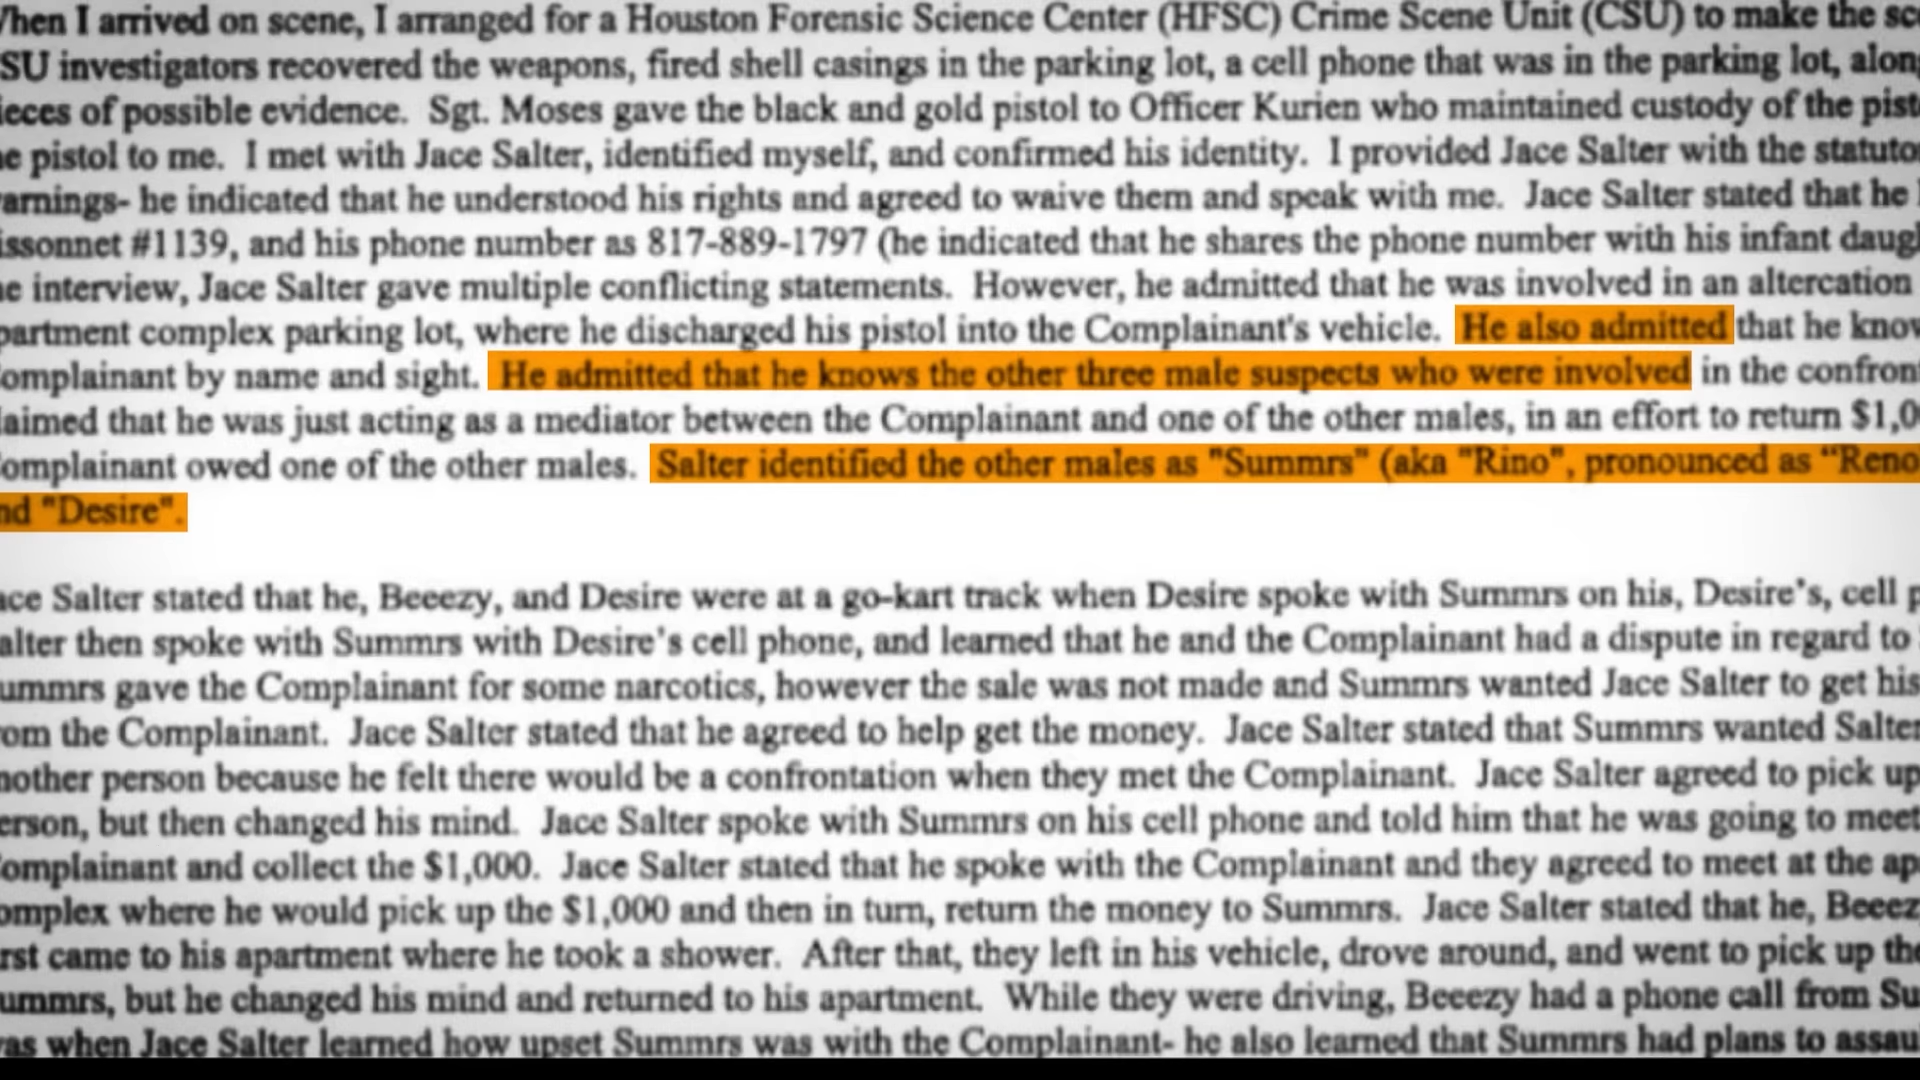 When I arrived on scene, I arranged for a Houston Forensic Science Center (HFSC) Crime Scene Unit (CSU) to make the sc
SU investigators recovered the weapons, fired shell casings in the parking lot, a cell phone that was in the parking lot, along
ieces of possible evidence. Sgt. Moses gave the black and gold pistol to Officer Kurien who maintained custody of the pist
e pistol to me. I met with Jace Salter, identified myself, and confirmed his identity. I provided Jace Salter with the statuto
arnings- he indicated that he understood his rights and agreed to waive them and speak with me. Jace Salter stated that he
issonnet #1139, and his phone number as 817-889-1797 (he indicated that he shares the phone number with his infant daug
e interview, Jace Salter gave multiple conflicting statements. However, he admitted that he was involved in an altercation
partment complex parking lot, where he discharged his pistol into the Complainant's vehicle. He also admitted that he know
omplainant by name and sight. He admitted that he knows the other three male suspects who were involved in the confron
laimed that he was just acting as a mediator between the Complainant and one of the other males, in an effort to return $1,0
omplainant owed one of the other males. Salter identified the other males as "Summrs" (aka "Rino", pronounced as “Reno
nd "Desire".
ace Salter stated that he, Beeezy, and Desire were at a go-kart track when Desire spoke with Summrs on his, Desire’s, cell p
alter then spoke with Summrs with Desire’s cell phone, and learned that he and the Complainant had a dispute in regard to
ummrs gave the Complainant for some narcotics, however the sale was not made and Summrs wanted Jace Salter to get his
om the Complainant. Jace Salter stated that he agreed to help get the money. Jace Salter stated that Summrs wanted Salter
nother person because he felt there would be a confrontation when they met the Complainant. Jace Salter agreed to pick up
erson, but then changed his mind. Jace Salter spoke with Summrs on his cell phone and told him that he was going to meet
omplainant and collect the $1,000. Jace Salter stated that he spoke with the Complainant and they agreed to meet at the ap
omplex where he would pick up the $1,000 and then in turn, return the money to Summrs. Jace Salter stated that he, Beeez
rst came to his apartment where he took a shower. After that, they left in his vehicle, drove around, and went to pick up the
ummrs, but he changed his mind and returned to his apartment. While they were driving, Beeezy had a phone call from Su
as when Jace Salter learned how upset Summrs was with the Complainant- he also learned that Summrs had plans to assau